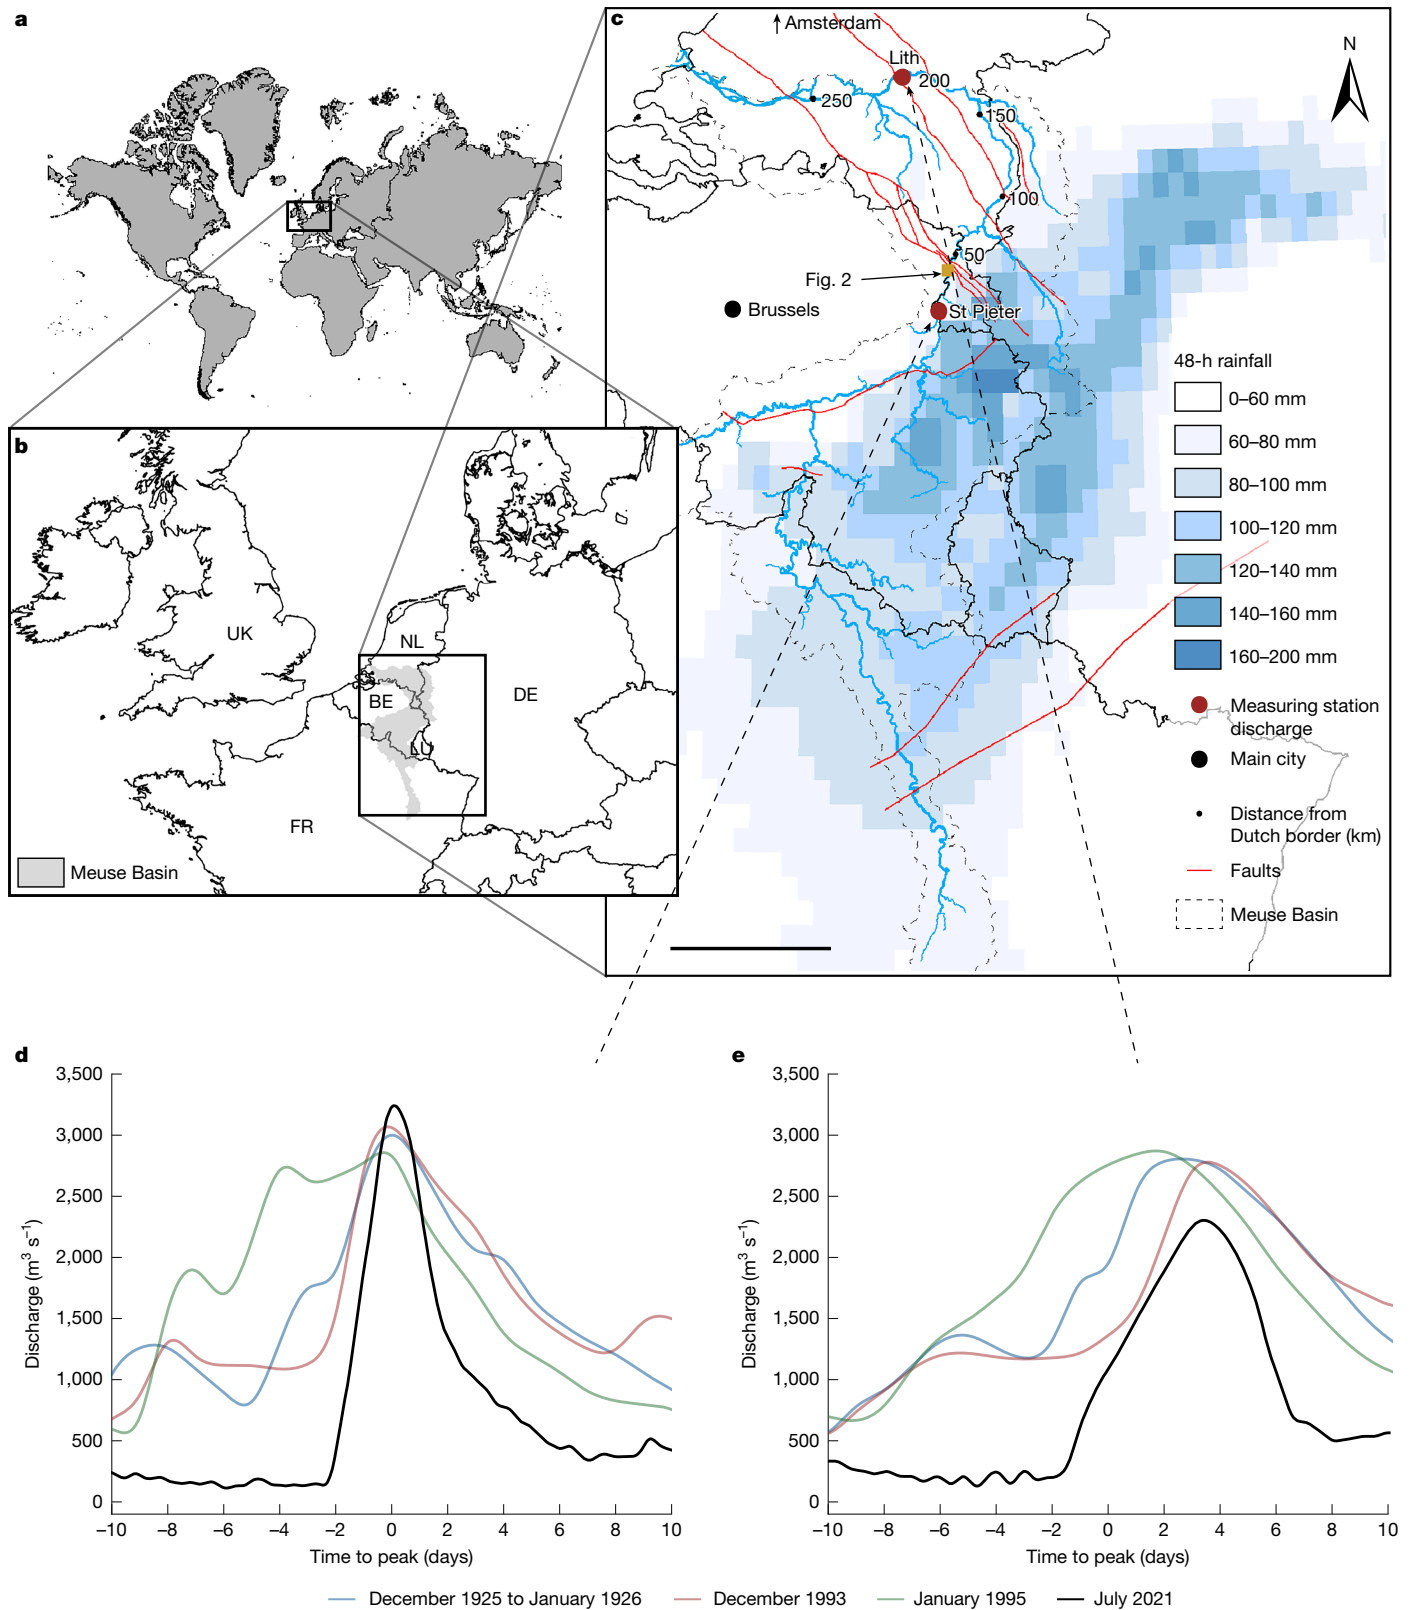 a
c
Amsterdam
N
Lith
200
250
150
100
50
Fig. 2
Brussels
St Pieter
48-h rainfall
0–60 mm
60–80 mm
80–100 mm
100–120 mm
120–140 mm
140–160 mm
160–200 mm
Measuring station
discharge
Main city
Distance from
Dutch border (km)
Faults
Meuse Basin
b
UK
NL
BE
DE
LU
FR
Meuse Basin
d
3,500
3,000
2,500
2,000
1,500
1,000
500
0
Discharge (m³ s⁻¹)
–10 –8 –6 –4 –2 0 2 4 6 8 10
Time to peak (days)
e
3,500
3,000
2,500
2,000
1,500
1,000
500
0
Discharge (m³ s⁻¹)
–10 –8 –6 –4 –2 0 2 4 6 8 10
Time to peak (days)
December 1925 to January 1926 December 1993 January 1995 July 2021